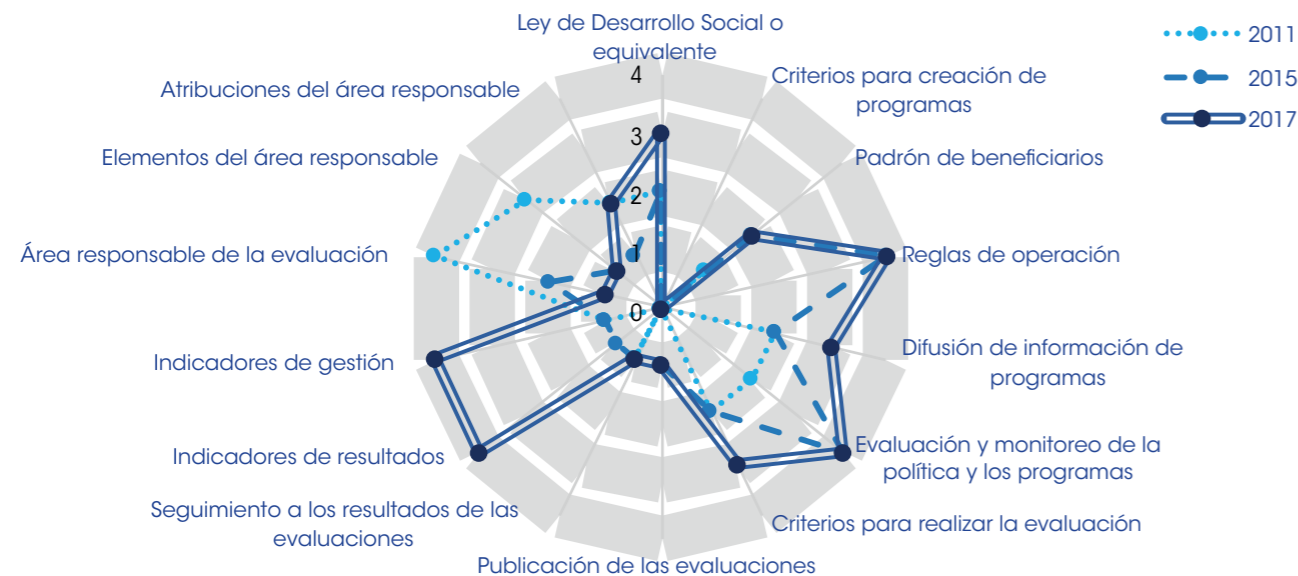 Ley de Desarrollo Social o
equivalente
2011
2015
2017
4
3
2
1
0
Criterios para creación de
programas
Padrón de beneficiarios
Reglas de operación
Difusión de información de
programas
Evaluación y monitoreo de la
política y los programas
Criterios para realizar la evaluación
Publicación de las evaluaciones
Seguimiento a los resultados de las
evaluaciones
Indicadores de resultados
Indicadores de gestión
Área responsable de la evaluación
Elementos del área responsable
Atribuciones del área responsable